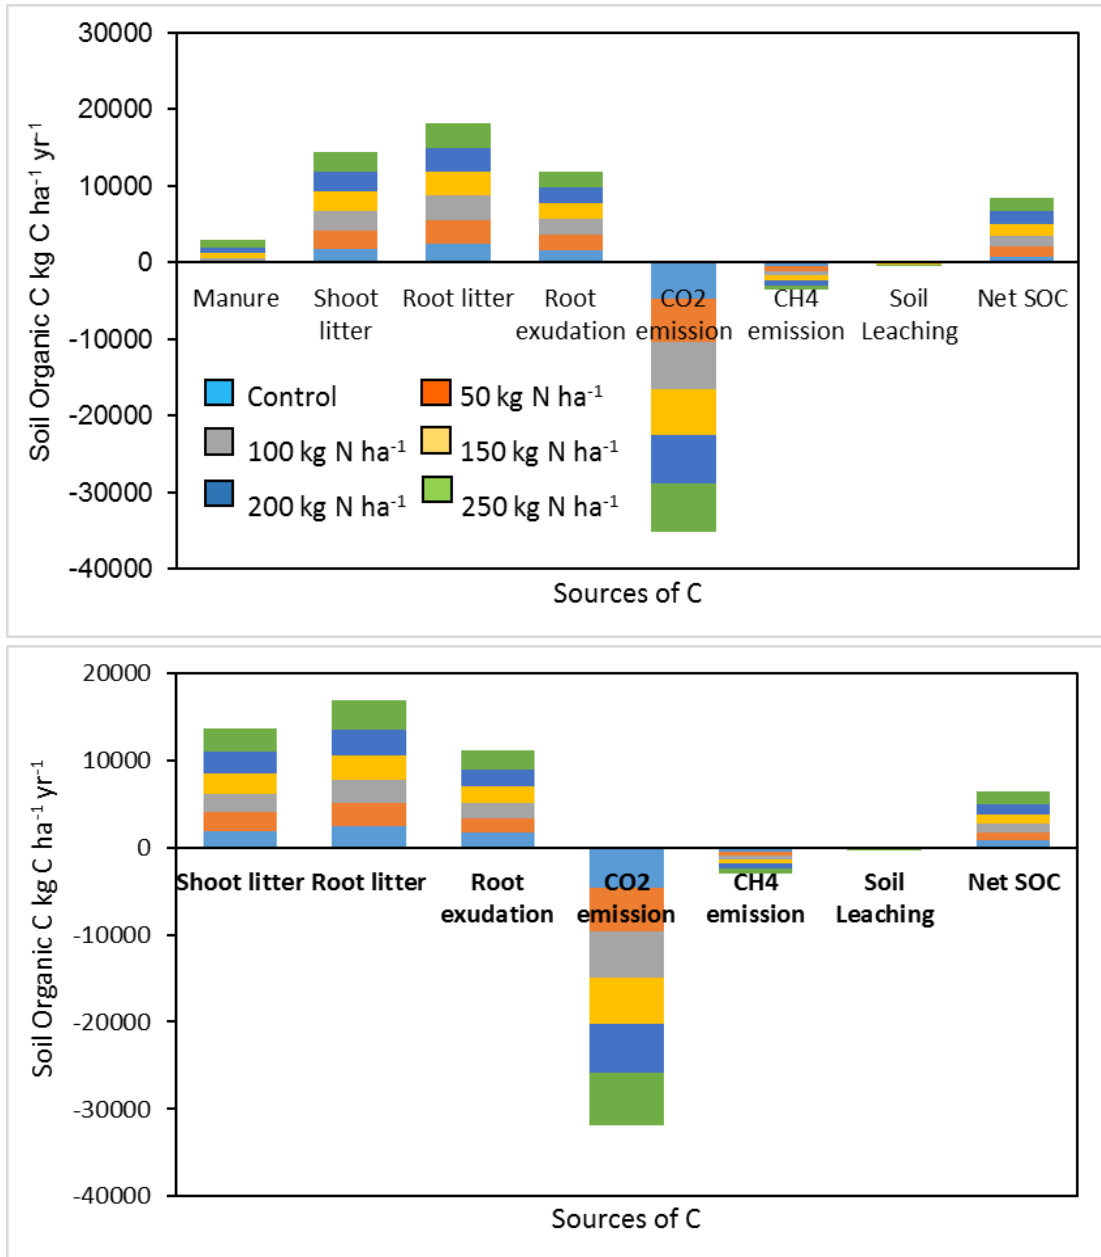 30000
20000
10000
0
-10000
-20000
-30000
-40000
Soil Organic C kg C ha⁻¹ yr⁻¹
Manure
Shoot
litter
Root litter
Root
exudation
CO2
emission
CH4
emission
Soil
Leaching
Net SOC
Control
50 kg N ha⁻¹
100 kg N ha⁻¹
150 kg N ha⁻¹
200 kg N ha⁻¹
250 kg N ha⁻¹
Sources of C
20000
10000
0
-10000
-20000
-30000
-40000
Soil Organic C kg C ha⁻¹ yr⁻¹
Shoot litter
Root litter
Root
exudation
CO2
emission
CH4
emission
Soil
Leaching
Net SOC
Sources of C